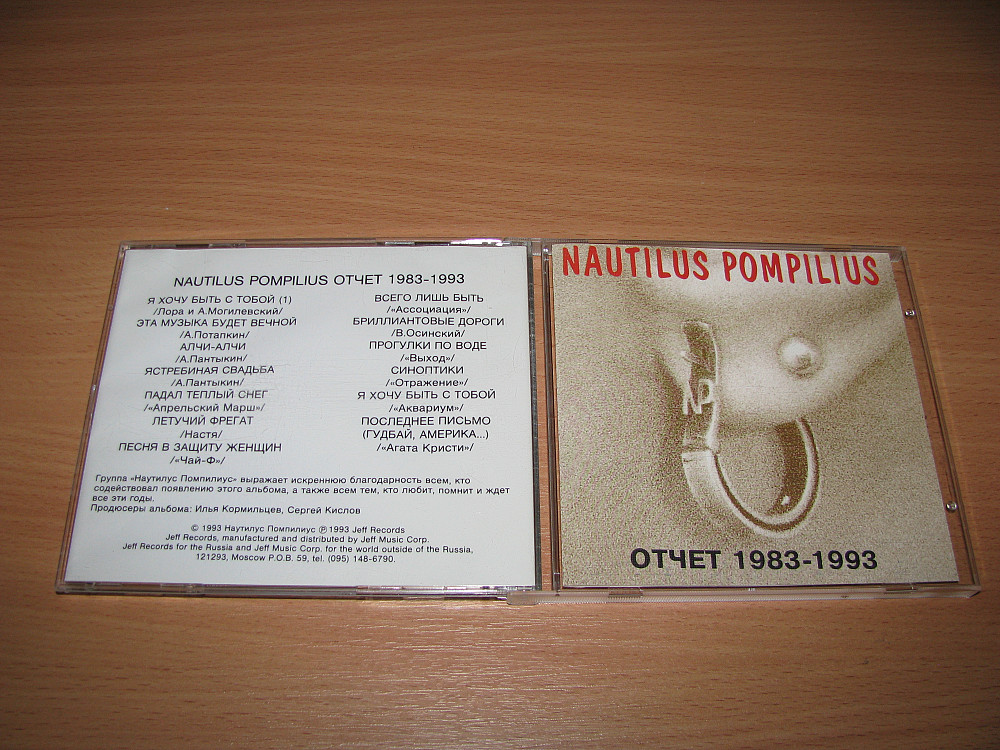 NAUTILUS POMPILIUS ОТЧЕТ 1983-1993
Я ХОЧУ БЫТЬ С ТОБОЙ (1)
/Лора и А.Могилевский/
ЭТА МУЗЫКА БУДЕТ ВЕЧНОЙ
/А.Потапкин/
АЛЧИ-АЛЧИ
/А.Пантыкин/
ЯСТРЕБИНАЯ СВАДЬБА
/А.Пантыкин/
ПАДАЛ ТЕПЛЫЙ СНЕГ
/«Апрельский Марш»/
ЛЕТУЧИЙ ФРЕГАТ
/Настя/
ПЕСНЯ В ЗАЩИТУ ЖЕНЩИН
/«Чай-Ф»/
ВСЕГО ЛИШЬ БЫТЬ
/«Ассоциация»/
БРИЛЛИАНТОВЫЕ ДОРОГИ
/В.Осинский/
ПРОГУЛКИ ПО ВОДЕ
/«Выход»/
СИНОПТИКИ
/«Отражение»/
Я ХОЧУ БЫТЬ С ТОБОЙ
/«Аквариум»/
ПОСЛЕДНЕЕ ПИСЬМО
(ГУДБАЙ, АМЕРИКА...)
/«Агата Кристи»/
Группа «Наутилус Помпилиус» выражает искреннюю благодарность всем, кто
содействовал появлению этого альбома, а также всем тем, кто любит, помнит и ждет
все эти годы.
Продюсеры альбома: Илья Кормильцев, Сергей Кислов
© 1993 Наутилус Помпилиус ℗ 1993 Jeff Records
Jeff Records, manufactured and distributed by Jeff Music Corp.
Jeff Records for the Russia and Jeff Music Corp. for the world outside of the Russia,
121293, Moscow P.O.B. 59, tel. (095) 148-6790.
NAUTILUS POMPILIUS
NP
ОТЧЕТ 1983-1993